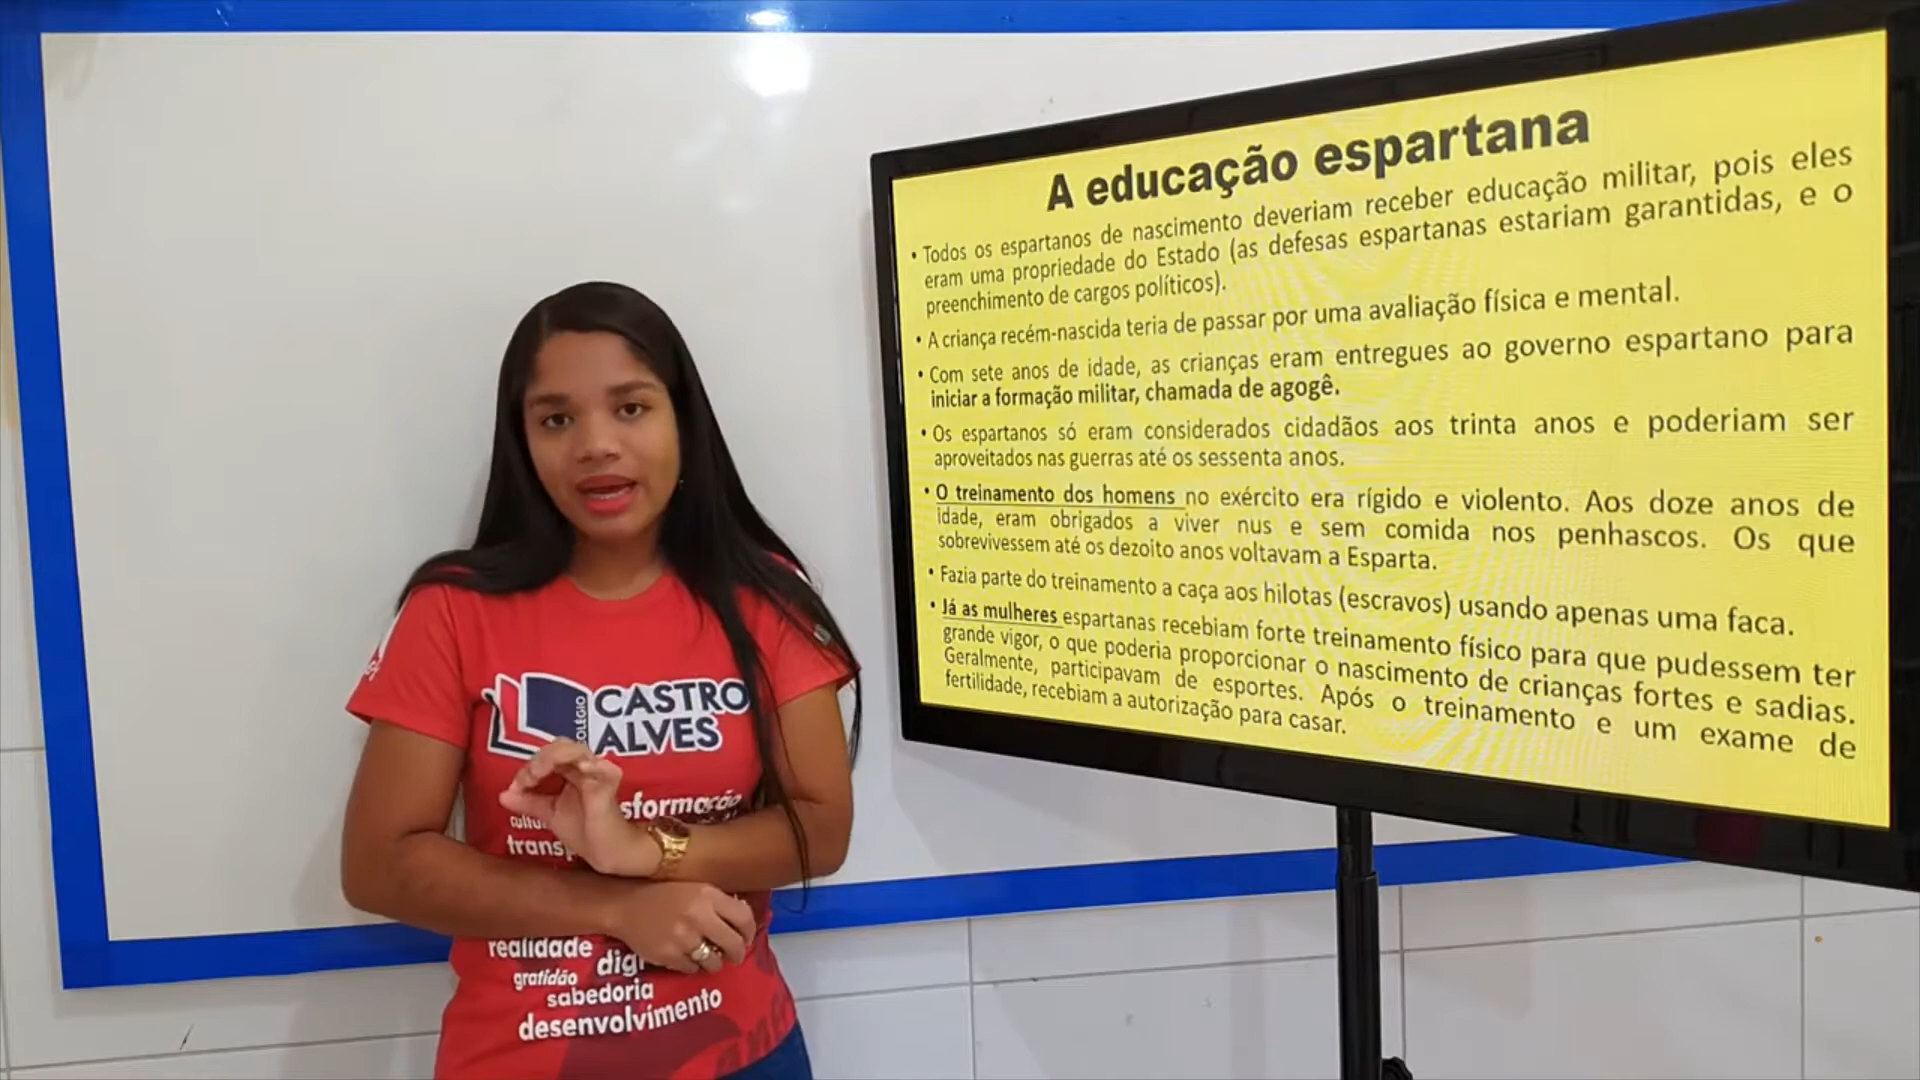 A educação espartana
• Todos os espartanos de nascimento deveriam receber educação militar, pois eles
eram uma propriedade do Estado (as defesas espartanas estariam garantidas, e o
preenchimento de cargos políticos).
• A criança recém-nascida teria de passar por uma avaliação física e mental.
• Com sete anos de idade, as crianças eram entregues ao governo espartano para
iniciar a formação militar, chamada de agogê.
• Os espartanos só eram considerados cidadãos aos trinta anos e poderiam ser
aproveitados nas guerras até os sessenta anos.
• O treinamento dos homens no exército era rígido e violento. Aos doze anos de
idade, eram obrigados a viver nus e sem comida nos penhascos. Os que
sobrevivessem até os dezoito anos voltavam a Esparta.
• Fazia parte do treinamento a caça aos hilotas (escravos) usando apenas uma faca.
• Já as mulheres espartanas recebiam forte treinamento físico para que pudessem ter
grande vigor, o que poderia proporcionar o nascimento de crianças fortes e sadias.
Geralmente, participavam de esportes. Após o treinamento e um exame de
fertilidade, recebiam a autorização para casar.
COLÉGIO
CASTRO
ALVES
sformação
cultu
trans
realidade
digi
gratidão
sabedoria
desenvolvimento